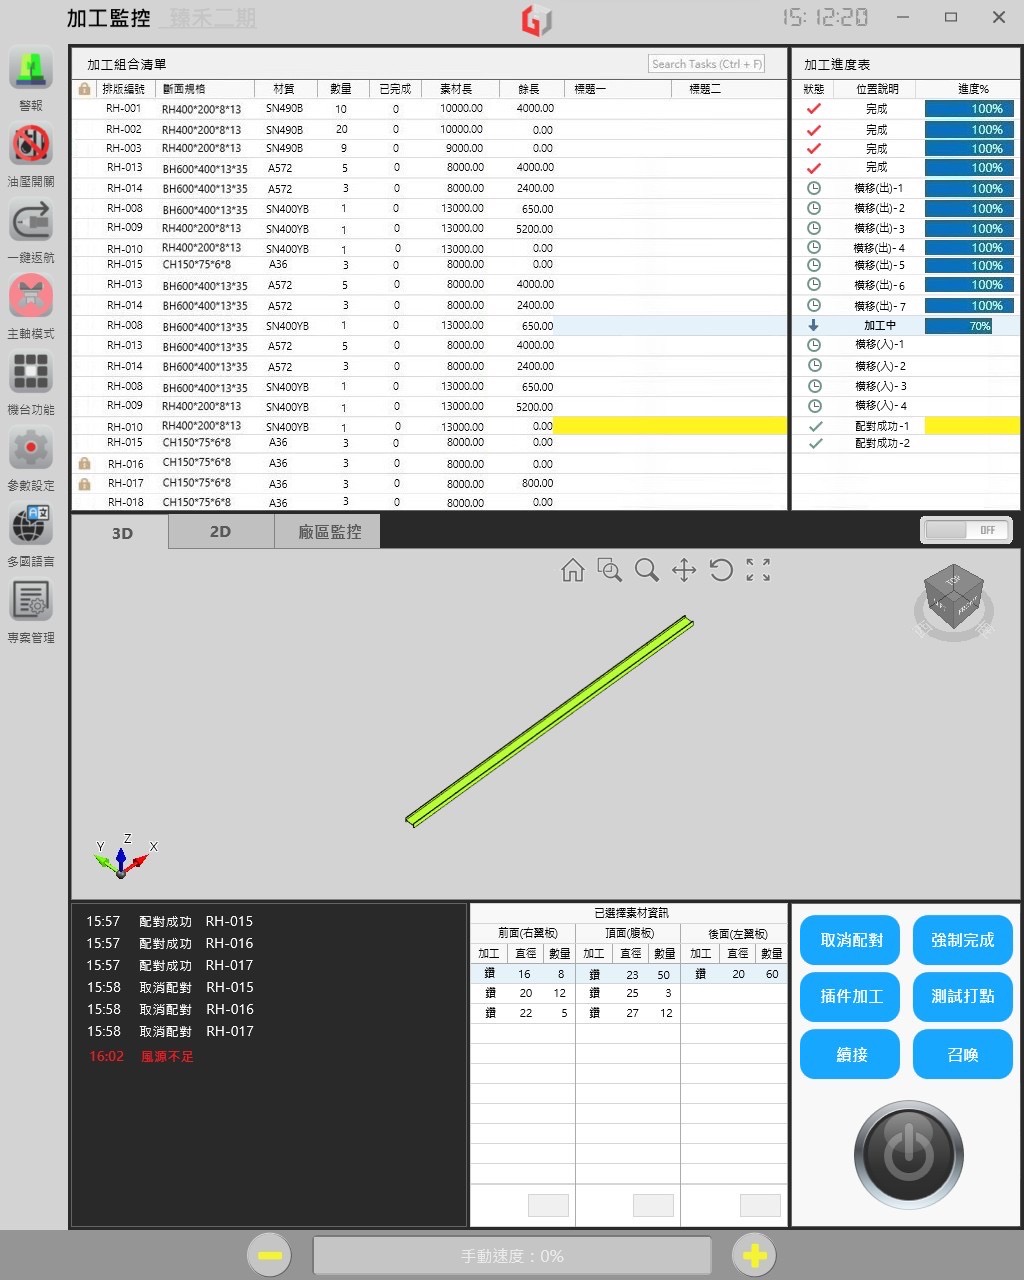 加工監控 臻禾二期 15:12:20
警報
油壓開關
一鍵返航
主軸模式
機台功能
參數設定
多國語言
專案管理
加工組合清單 Search Tasks (Ctrl + F)
排版編號 斷面規格 材質 數量 已完成 素材長 餘長 標題一 標題二
RH-001 RH400*200*8*13 SN490B 10 0 10000.00 4000.00
RH-002 RH400*200*8*13 SN490B 20 0 10000.00 0.00
RH-003 RH400*200*8*13 SN490B 9 0 9000.00 0.00
RH-013 BH600*400*13*35 A572 5 0 8000.00 4000.00
RH-014 BH600*400*13*35 A572 3 0 8000.00 2400.00
RH-008 BH600*400*13*35 SN400YB 1 0 13000.00 650.00
RH-009 RH400*200*8*13 SN400YB 1 0 13000.00 5200.00
RH-010 RH400*200*8*13 SN400YB 1 0 13000.00 0.00
RH-015 CH150*75*6*8 A36 3 0 8000.00 0.00
RH-013 BH600*400*13*35 A572 5 0 8000.00 4000.00
RH-014 BH600*400*13*35 A572 3 0 8000.00 2400.00
RH-008 BH600*400*13*35 SN400YB 1 0 13000.00 650.00
RH-013 BH600*400*13*35 A572 5 0 8000.00 4000.00
RH-014 BH600*400*13*35 A572 3 0 8000.00 2400.00
RH-008 BH600*400*13*35 SN400YB 1 0 13000.00 650.00
RH-009 RH400*200*8*13 SN400YB 1 0 13000.00 5200.00
RH-010 RH400*200*8*13 SN400YB 1 0 13000.00 0.00
RH-015 CH150*75*6*8 A36 3 0 8000.00 0.00
RH-016 CH150*75*6*8 A36 3 0 8000.00 0.00
RH-017 CH150*75*6*8 A36 3 0 8000.00 800.00
RH-018 CH150*75*6*8 A36 3 0 8000.00 0.00
加工進度表
狀態 位置說明 進度%
完成 100%
完成 100%
完成 100%
完成 100%
橫移(出)-1 100%
橫移(出)-2 100%
橫移(出)-3 100%
橫移(出)-4 100%
橫移(出)-5 100%
橫移(出)-6 100%
橫移(出)-7 100%
加工中 70%
橫移(入)-1
橫移(入)-2
橫移(入)-3
橫移(入)-4
配對成功-1
配對成功-2
3D 2D 廠區監控 OFF
TOP
LEFT FRONT
Y Z X
15:57 配對成功 RH-015
15:57 配對成功 RH-016
15:57 配對成功 RH-017
15:58 取消配對 RH-015
15:58 取消配對 RH-016
15:58 取消配對 RH-017
16:02 風源不足
已選擇素材資訊
前面(右翼板) 頂面(腹板) 後面(左翼板)
加工 直徑 數量 加工 直徑 數量 加工 直徑 數量
鑽 16 8 鑽 23 50 鑽 20 60
鑽 20 12 鑽 25 3
鑽 22 5 鑽 27 12
取消配對 強制完成
插件加工 測試打點
續接 召喚
手動速度：0%